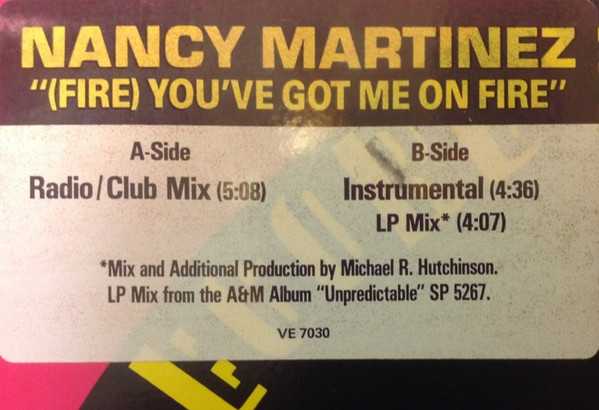 NANCY MARTINEZ
"(FIRE) YOU'VE GOT ME ON FIRE"
A-Side
Radio/Club Mix (5:08)
B-Side
Instrumental (4:36)
LP Mix* (4:07)
*Mix and Additional Production by Michael R. Hutchinson.
LP Mix from the A&M Album "Unpredictable" SP 5267.
VE 7030